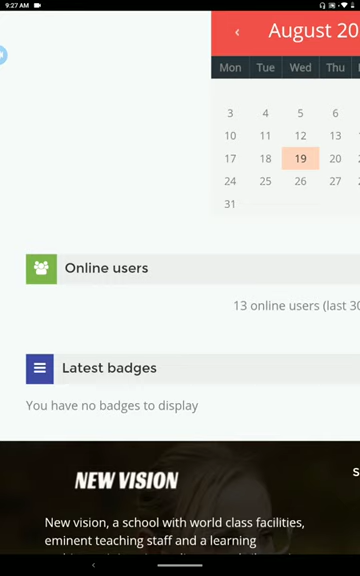 9:27 AM
‹ August 20
Mon Tue Wed Thu
3 4 5 6
10 11 12 13
17 18 19 20
24 25 26 27
31
Online users
13 online users (last 30
Latest badges
You have no badges to display
NEW VISION
S
New vision, a school with world class facilities,
eminent teaching staff and a learning